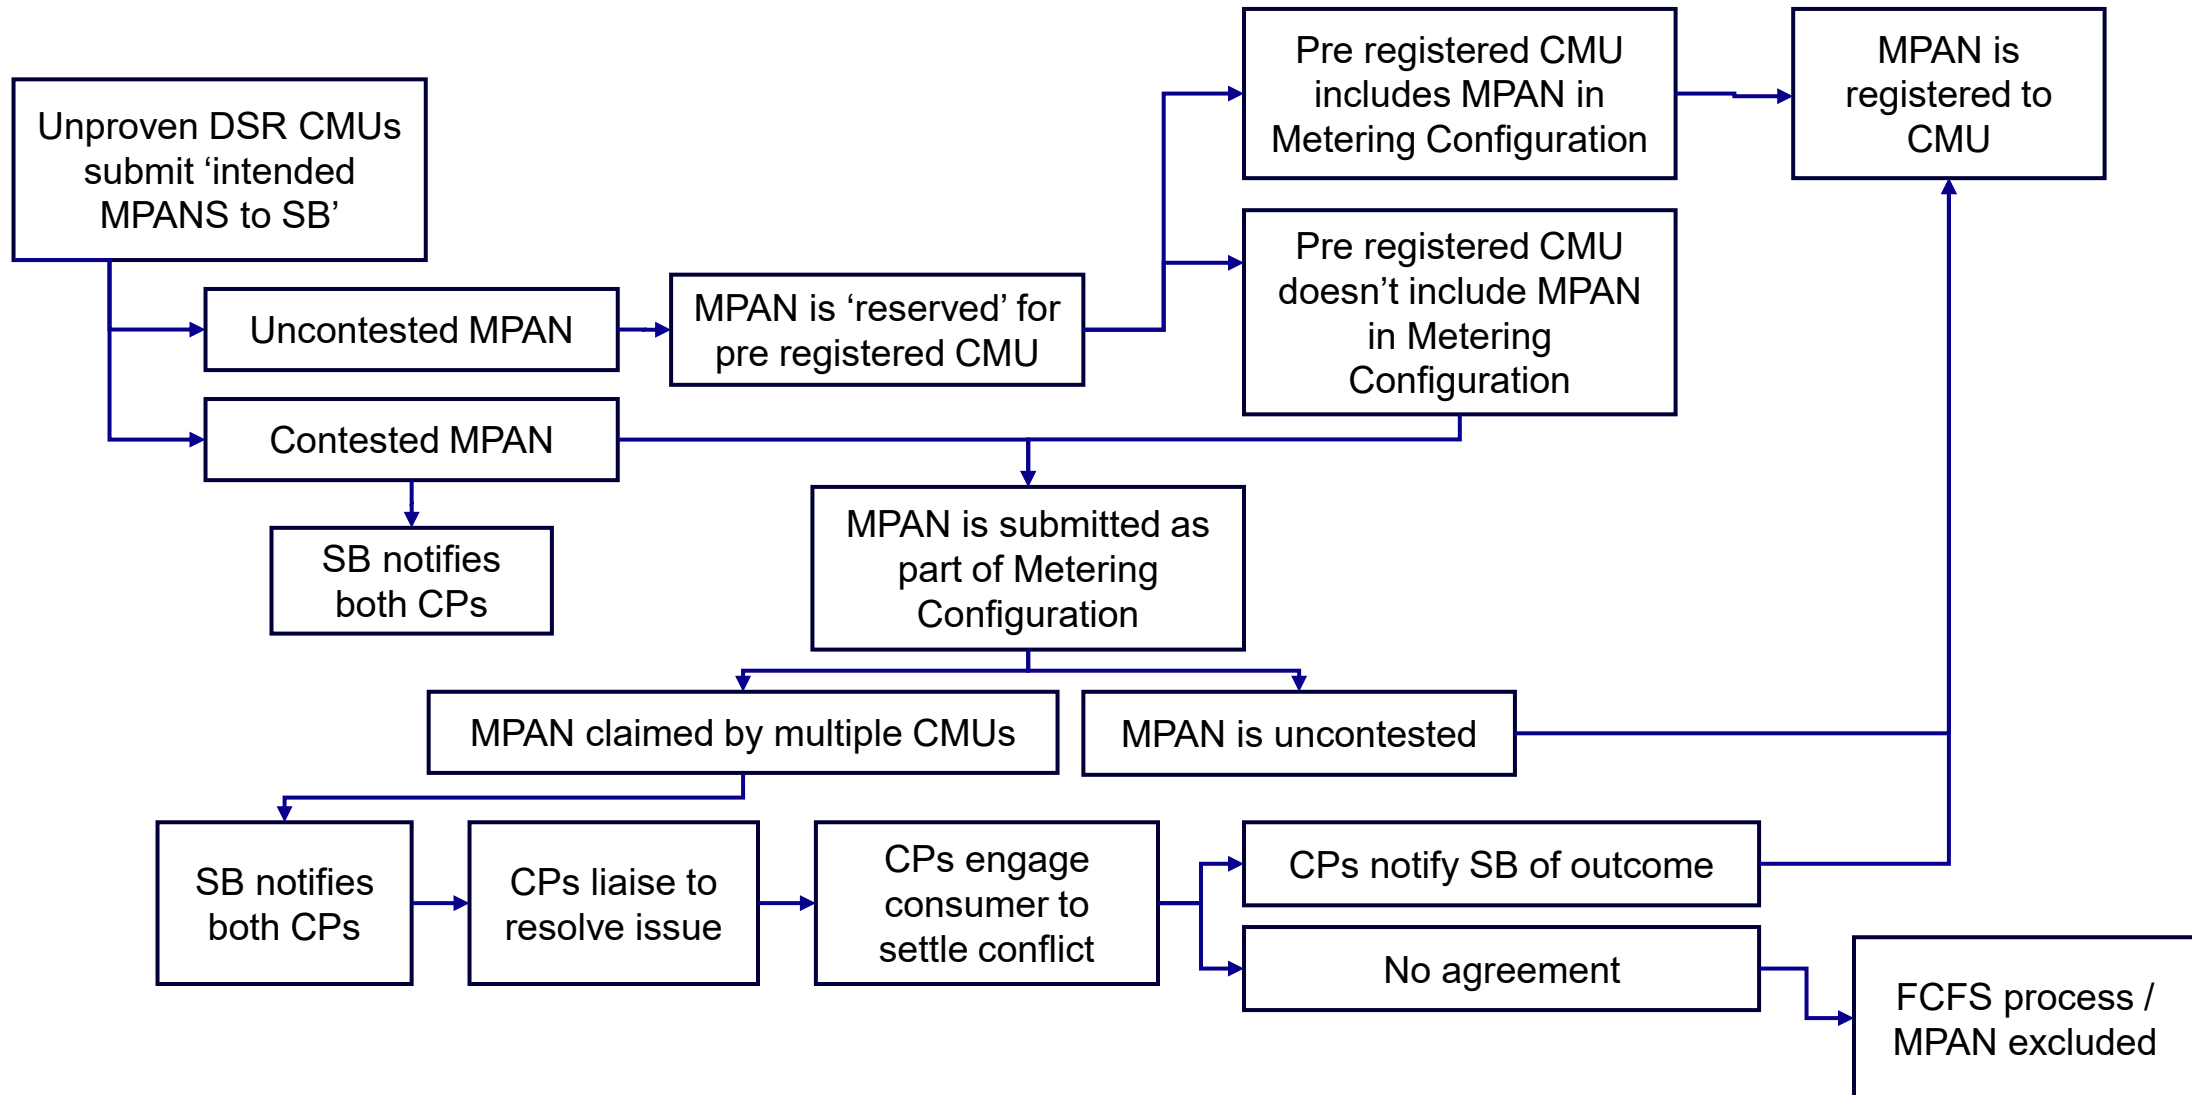 Unproven DSR CMUs
submit ‘intended
MPANS to SB’
Uncontested MPAN
MPAN is ‘reserved’ for
pre registered CMU
Pre registered CMU
includes MPAN in
Metering Configuration
MPAN is
registered to
CMU
Pre registered CMU
doesn’t include MPAN
in Metering
Configuration
Contested MPAN
SB notifies
both CPs
MPAN is submitted as
part of Metering
Configuration
MPAN claimed by multiple CMUs
MPAN is uncontested
SB notifies
both CPs
CPs liaise to
resolve issue
CPs engage
consumer to
settle conflict
CPs notify SB of outcome
No agreement
FCFS process /
MPAN excluded